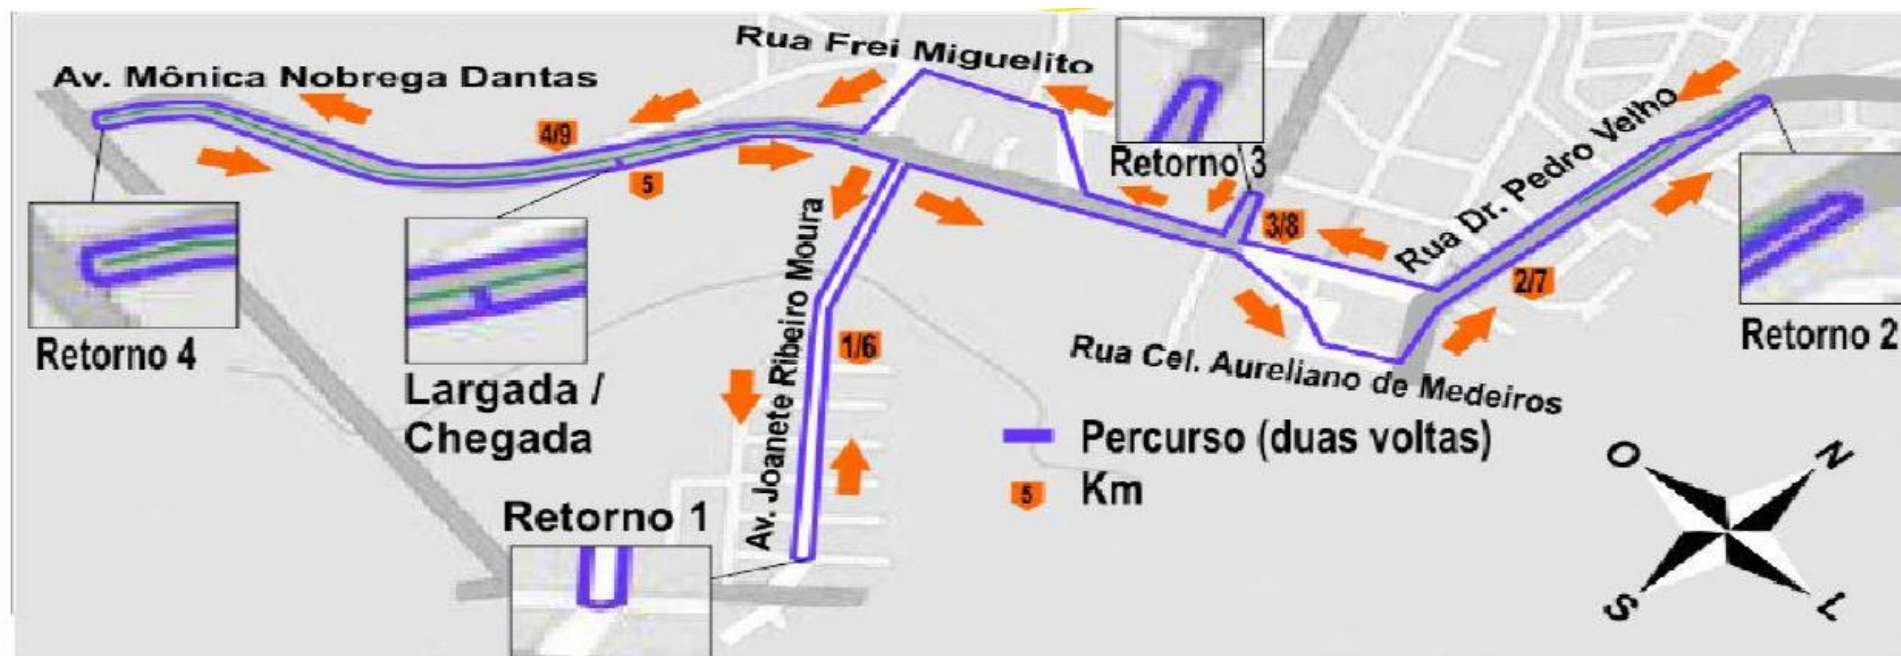 Av. Mônica Nobrega Dantas
Rua Frei Miguelito
Retorno 3
Rua Dr. Pedro Velho
4/9
5
3/8
2/7
Retorno 2
Retorno 4
Largada /
Chegada
Av. Joanete Ribeiro Moura
1/6
Rua Cel. Aureliano de Medeiros
Percurso (duas voltas)
5
Km
Retorno 1
O
N
S
L